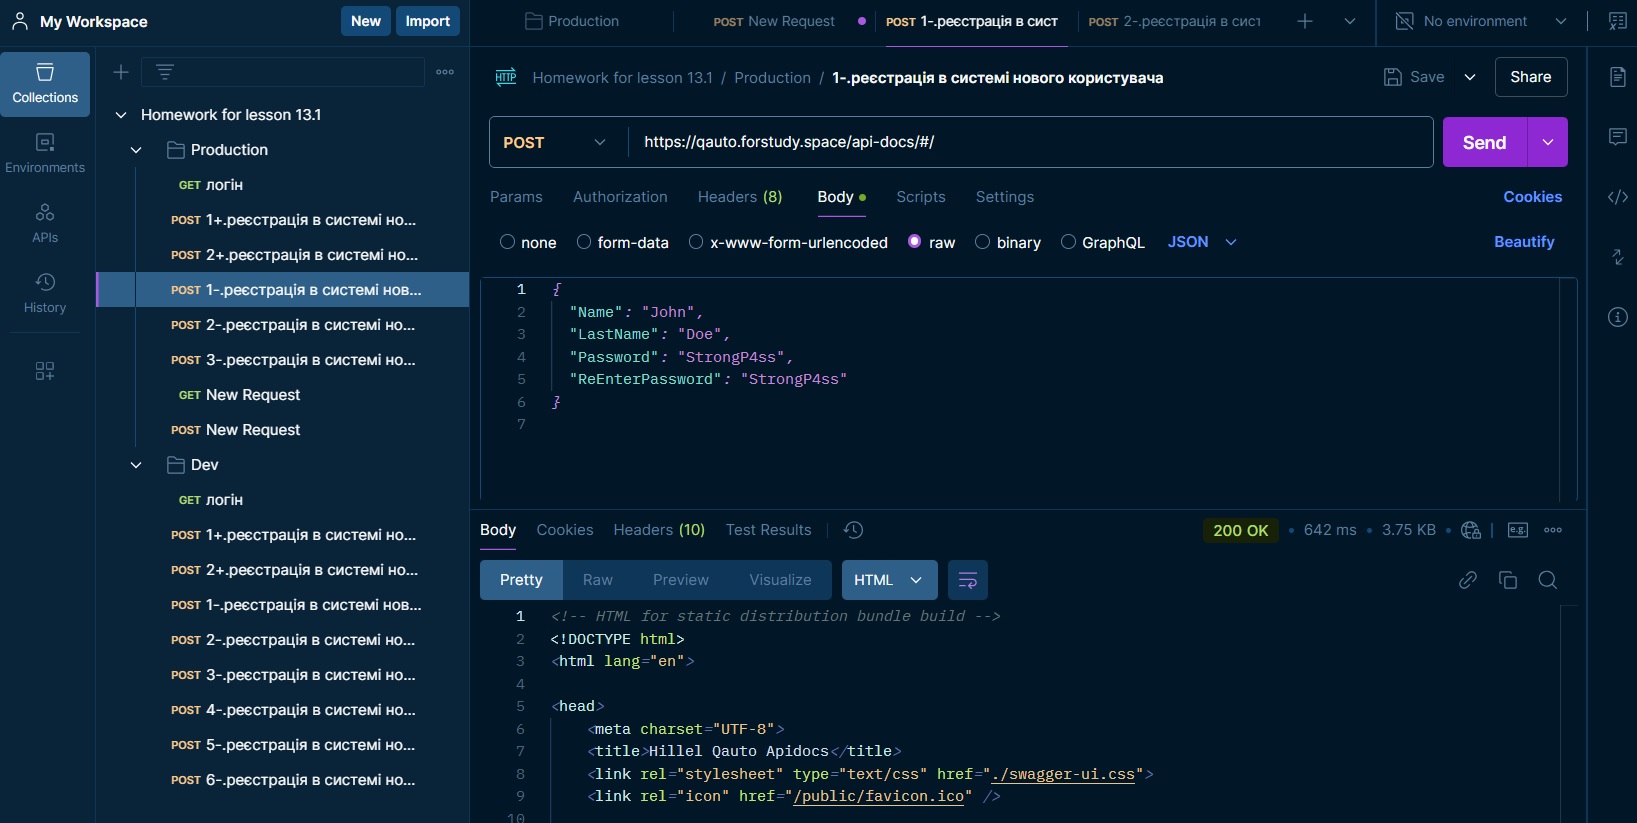 My Workspace
New
Import
Production
POST New Request
POST 1-.реєстрація в сист
POST 2-.реєстрація в сист
No environment
Collections
Environments
APIs
History
Homework for lesson 13.1
Production
GET логін
POST 1+.реєстрація в системі но...
POST 2+.реєстрація в системі но...
POST 1-.реєстрація в системі нов...
POST 2-.реєстрація в системі но...
POST 3-.реєстрація в системі но...
GET New Request
POST New Request
Dev
GET логін
POST 1+.реєстрація в системі но...
POST 2+.реєстрація в системі но...
POST 1-.реєстрація в системі нов...
POST 2-.реєстрація в системі но...
POST 3-.реєстрація в системі но...
POST 4-.реєстрація в системі но...
POST 5-.реєстрація в системі но...
POST 6-.реєстрація в системі но...
HTTP Homework for lesson 13.1 / Production / 1-.реєстрація в системі нового користувача
Save
Share
POST https://qauto.forstudy.space/api-docs/#/
Send
Params Authorization Headers (8) Body Scripts Settings
Cookies
none form-data x-www-form-urlencoded raw binary GraphQL JSON
Beautify
1 {
2 "Name": "John",
3 "LastName": "Doe",
4 "Password": "StrongP4ss",
5 "ReEnterPassword": "StrongP4ss"
6 }
7
Body Cookies Headers (10) Test Results
200 OK • 642 ms • 3.75 KB •
e.g.
Pretty Raw Preview Visualize HTML
1 <!-- HTML for static distribution bundle build -->
2 <!DOCTYPE html>
3 <html lang="en">
4
5 <head>
6 <meta charset="UTF-8">
7 <title>Hillel Qauto Apidocs</title>
8 <link rel="stylesheet" type="text/css" href="./swagger-ui.css">
9 <link rel="icon" href="/public/favicon.ico" />
10